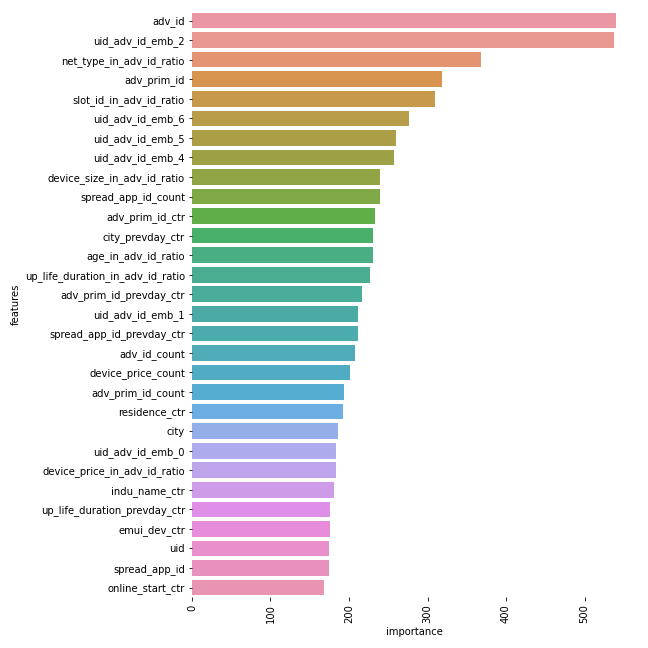 adv_id
uid_adv_id_emb_2
net_type_in_adv_id_ratio
adv_prim_id
slot_id_in_adv_id_ratio
uid_adv_id_emb_6
uid_adv_id_emb_5
uid_adv_id_emb_4
device_size_in_adv_id_ratio
spread_app_id_count
adv_prim_id_ctr
city_prevday_ctr
age_in_adv_id_ratio
up_life_duration_in_adv_id_ratio
adv_prim_id_prevday_ctr
uid_adv_id_emb_1
spread_app_id_prevday_ctr
adv_id_count
device_price_count
adv_prim_id_count
residence_ctr
city
uid_adv_id_emb_0
device_price_in_adv_id_ratio
indu_name_ctr
up_life_duration_prevday_ctr
emui_dev_ctr
uid
spread_app_id
online_start_ctr
features
0 100 200 300 400 500
importance